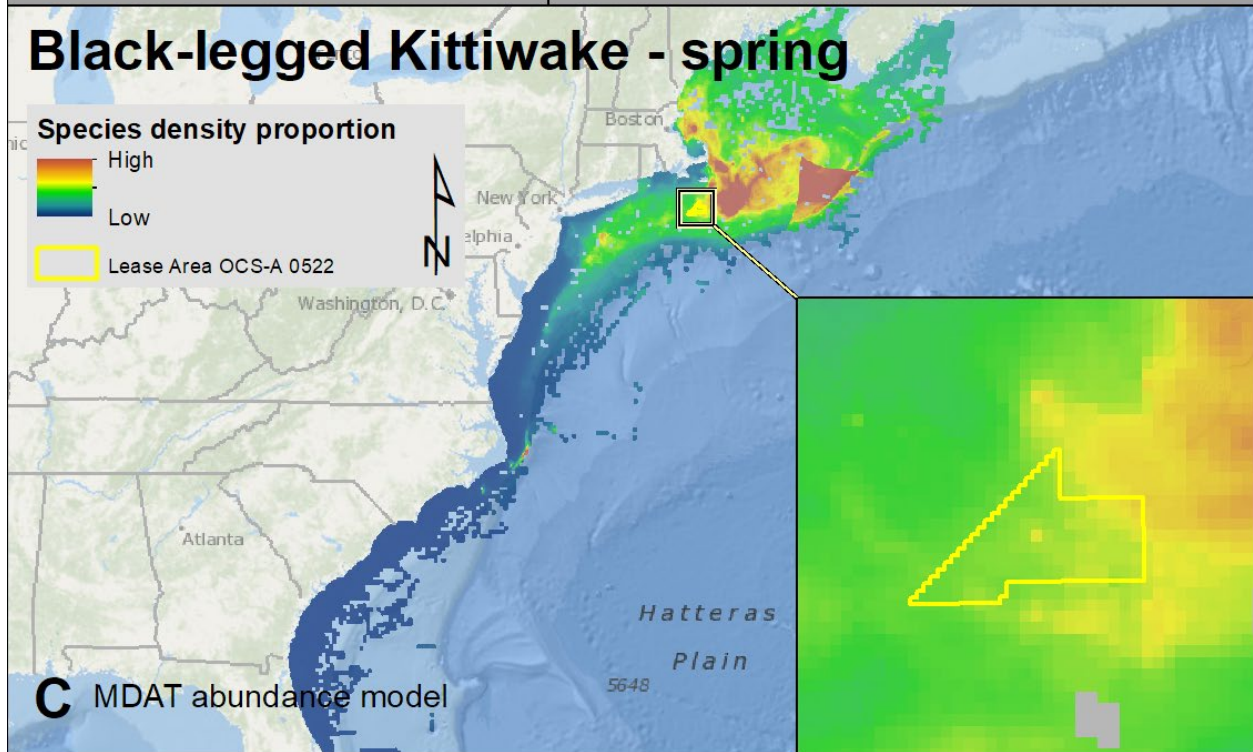 Black-legged Kittiwake - spring
Species density proportion
High
Low
Lease Area OCS-A 0522
N
Boston
New York
elphia
Washington, D.C.
Atlanta
Hatteras
Plain
5648
C MDAT abundance model